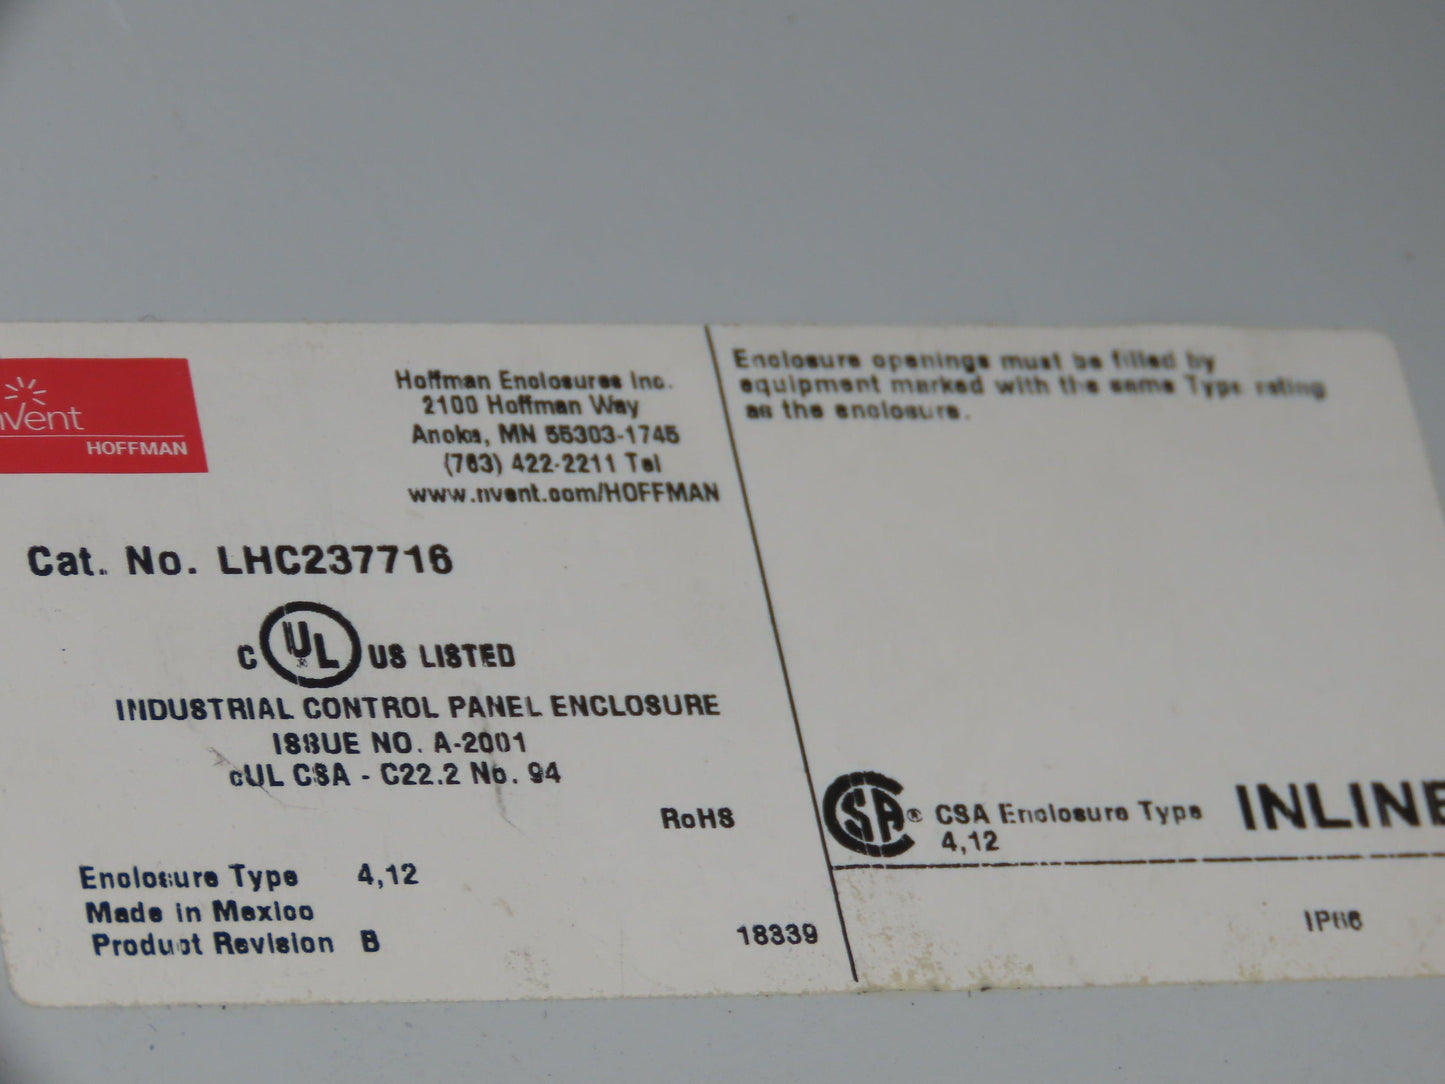 nvent
HOFFMAN
Hoffman Enclosures Inc.
2100 Hoffman Way
Anoka, MN 55303-1745
(763) 422-2211 Tel
www.nvent.com/HOFFMAN
Cat. No. LHC237716
C UL ® US LISTED
INDUSTRIAL CONTROL PANEL ENCLOSURE
ISSUE NO. A-2001
cUL CSA - C22.2 No. 94
RoHS
Enclosure Type 4,12
Made in Mexico
Product Revision B
18339
Enclosure openings must be filled by
equipment marked with the same Type rating
as the enclosure.
CSA ® CSA Enclosure Type
4,12
INLINE
IP66